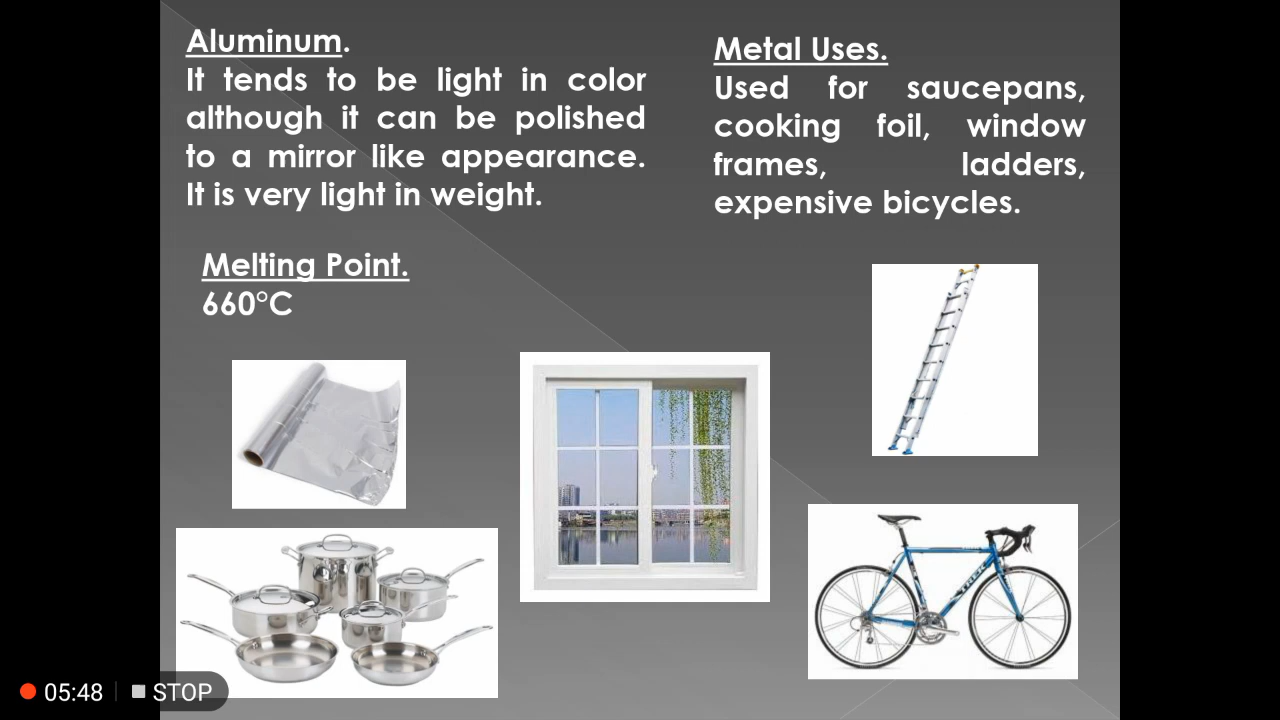 Aluminum.
It tends to be light in color
although it can be polished
to a mirror like appearance.
It is very light in weight.
Metal Uses.
Used for saucepans,
cooking foil, window
frames, ladders,
expensive bicycles.
Melting Point.
660°C
TREK
05:48
STOP